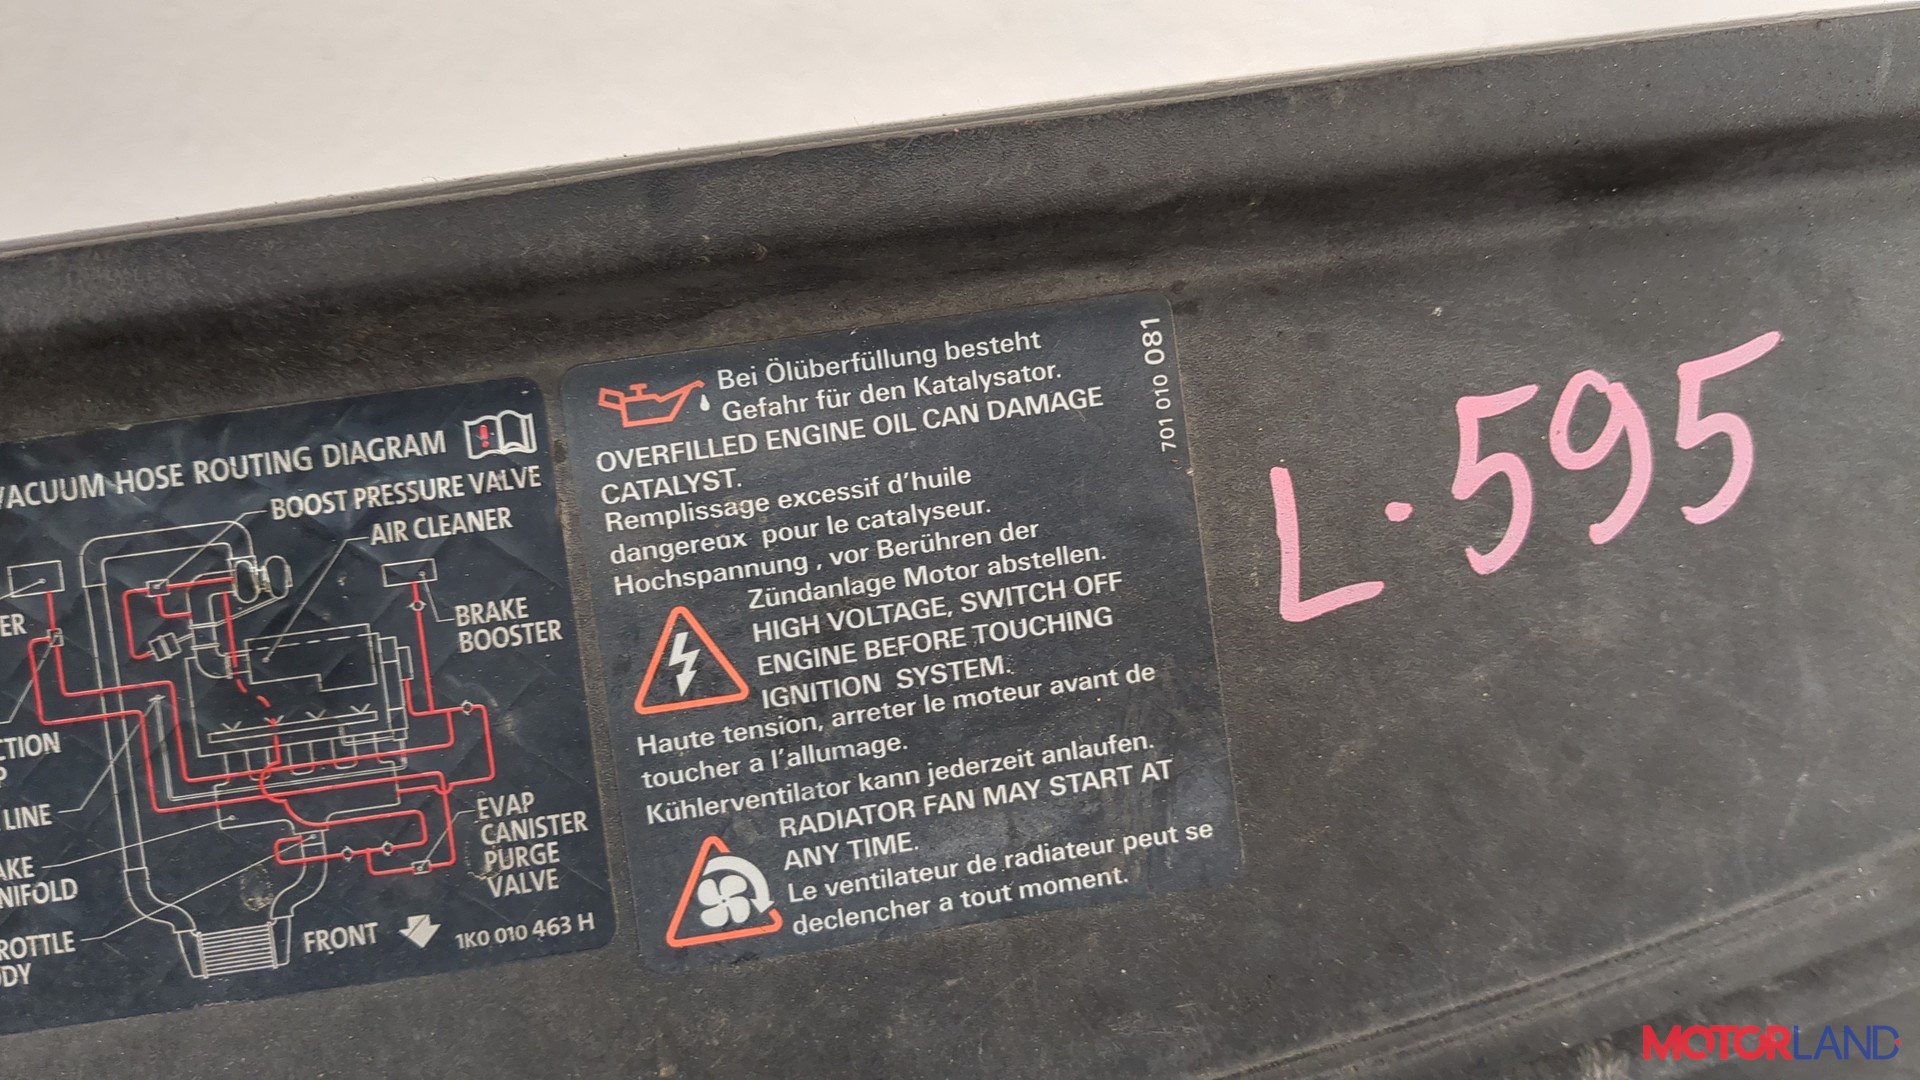 VACUUM HOSE ROUTING DIAGRAM
BOOST PRESSURE VALVE
AIR CLEANER
BRAKE
BOOSTER
LINE
EVAP
CANISTER
PURGE
VALVE
FRONT
1K0 010 463 H
Bei Ölüberfüllung besteht
Gefahr für den Katalysator.
OVERFILLED ENGINE OIL CAN DAMAGE
CATALYST.
Remplissage excessif d'huile
dangereux pour le catalyseur.
Hochspannung , vor Berühren der
Zündanlage Motor abstellen.
HIGH VOLTAGE, SWITCH OFF
ENGINE BEFORE TOUCHING
IGNITION SYSTEM.
Haute tension, arreter le moteur avant de
toucher a l'allumage.
Kühlerventilator kann jederzeit anlaufen.
RADIATOR FAN MAY START AT
ANY TIME.
Le ventilateur de radiateur peut se
declencher a tout moment.
701 010 081
L·595
MOTORLAND